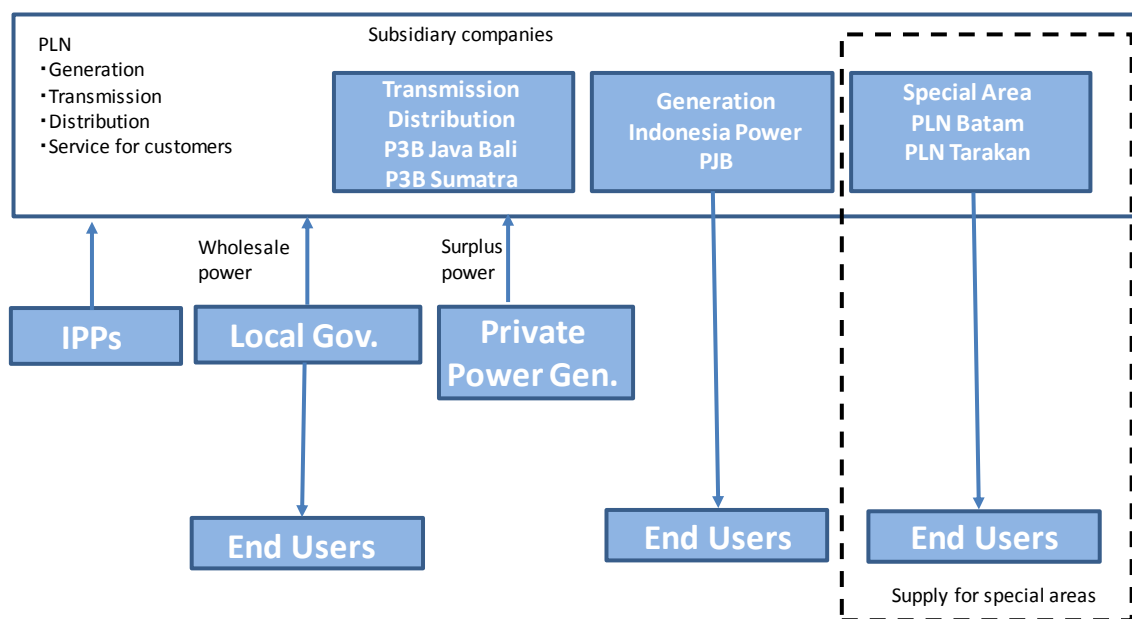 PLN
・Generation
・Transmission
・Distribution
・Service for customers
Subsidiary companies
Transmission
Distribution
P3B Java Bali
P3B Sumatra
Generation
Indonesia Power
PJB
Special Area
PLN Batam
PLN Tarakan
Wholesale
power
Surplus
power
IPPs
Local Gov.
Private
Power Gen.
End Users
End Users
End Users
Supply for special areas